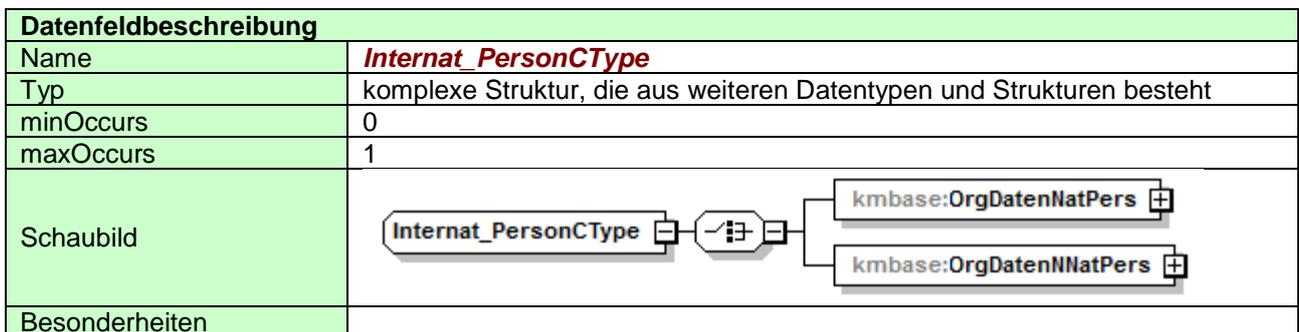 Datenfeldbeschreibung
Name Internat_PersonCType
Typ komplexe Struktur, die aus weiteren Datentypen und Strukturen besteht
minOccurs 0
maxOccurs 1
kmbase:OrgDatenNatPers
Schaubild Internat_PersonCType
kmbase:OrgDatenNNatPers
Besonderheiten